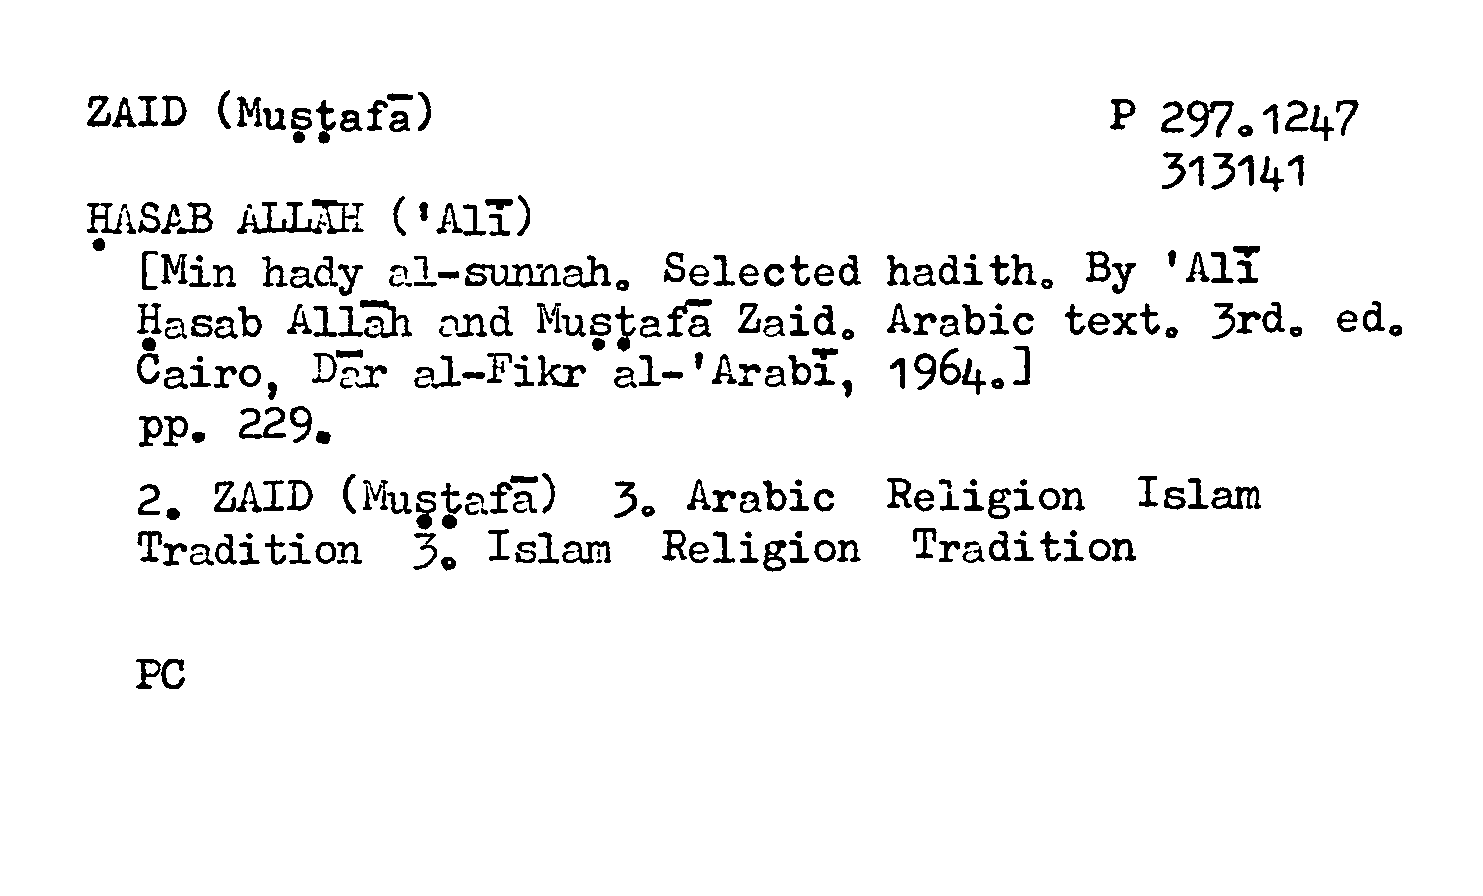 ZAID (Muṣṭafā)
P 297.1247
313141
ḤASAB ALLĀH ('Alī)
[Min hady al-sunnah. Selected hadith. By 'Alī
Ḥasab Allāh and Muṣṭafā Zaid. Arabic text. 3rd. ed.
Cairo, Dār al-Fikr al-'Arabī, 1964.]
pp. 229.
2. ZAID (Muṣṭafā) 3. Arabic Religion Islam
Tradition 3. Islam Religion Tradition
PC